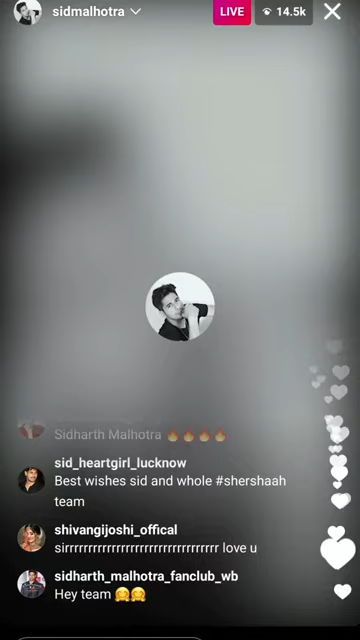 sidmalhotra
LIVE
14.5k
Sidharth Malhotra 🔥🔥🔥🔥
sid_heartgirl_lucknow
Best wishes sid and whole #shershaah
team
shivangijoshi_offical
sirrrrrrrrrrrrrrrrrrrrrrrrrrrrrrrrrr love u
sidharth_malhotra_fanclub_wb
Hey team 🤗🤗